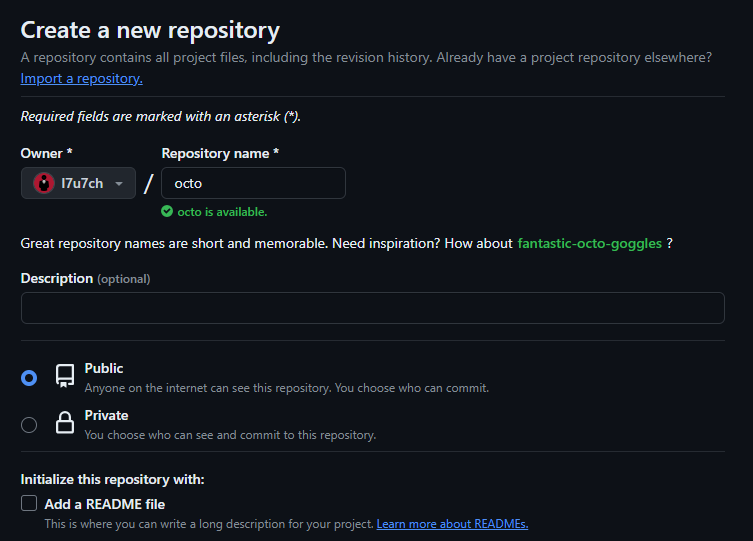 Create a new repository
A repository contains all project files, including the revision history. Already have a project repository elsewhere?
Import a repository.
Required fields are marked with an asterisk (*).
Owner * Repository name *
l7u7ch / octo
octo is available.
Great repository names are short and memorable. Need inspiration? How about fantastic-octo-goggles ?
Description (optional)
Public
Anyone on the internet can see this repository. You choose who can commit.
Private
You choose who can see and commit to this repository.
Initialize this repository with:
Add a README file
This is where you can write a long description for your project. Learn more about READMEs.